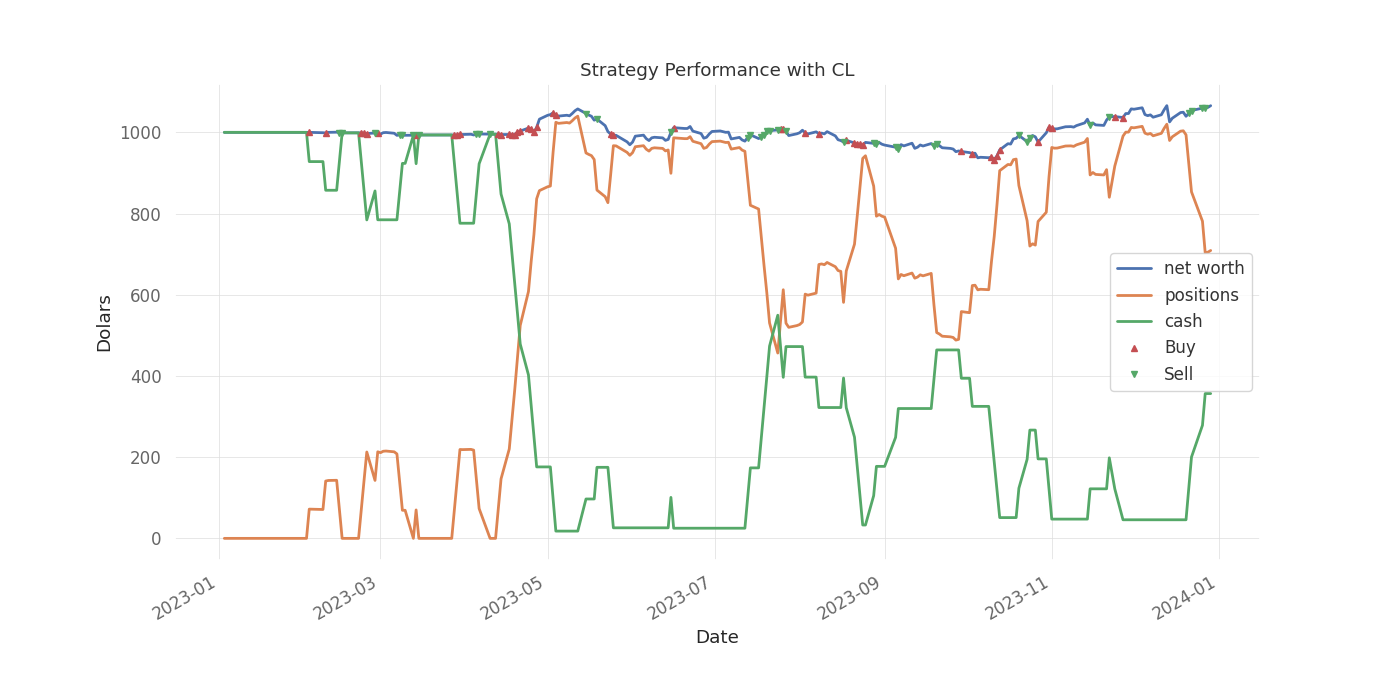 Strategy Performance with CL
1000
800
600
400
200
0
Dolars
net worth
positions
cash
Buy
Sell
2023-01
2023-03
2023-05
2023-07
2023-09
2023-11
2024-01
Date